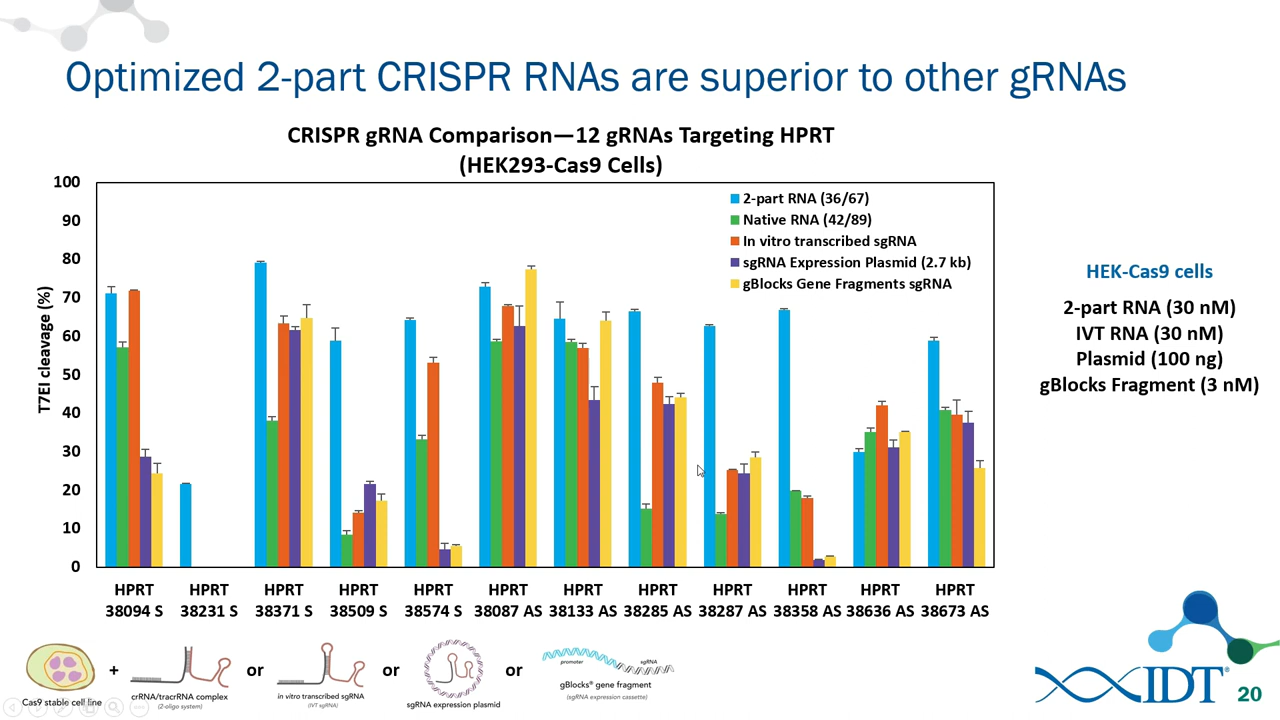 Optimized 2-part CRISPR RNAs are superior to other gRNAs
CRISPR gRNA Comparison—12 gRNAs Targeting HPRT
(HEK293-Cas9 Cells)
T7EI cleavage (%)
100
90
80
70
60
50
40
30
20
10
0
2-part RNA (36/67)
Native RNA (42/89)
In vitro transcribed sgRNA
sgRNA Expression Plasmid (2.7 kb)
gBlocks Gene Fragments sgRNA
HPRT 38094 S
HPRT 38231 S
HPRT 38371 S
HPRT 38509 S
HPRT 38574 S
HPRT 38087 AS
HPRT 38133 AS
HPRT 38285 AS
HPRT 38287 AS
HPRT 38358 AS
HPRT 38636 AS
HPRT 38673 AS
HEK-Cas9 cells
2-part RNA (30 nM)
IVT RNA (30 nM)
Plasmid (100 ng)
gBlocks Fragment (3 nM)
Cas9 stable cell line
+
crRNA/tracrRNA complex
(2-oligo system)
or
in vitro transcribed sgRNA
(IVT sgRNA)
or
sgRNA expression plasmid
or
promoter
sgRNA
gBlocks® gene fragment
(sgRNA expression cassette)
IDT®
20